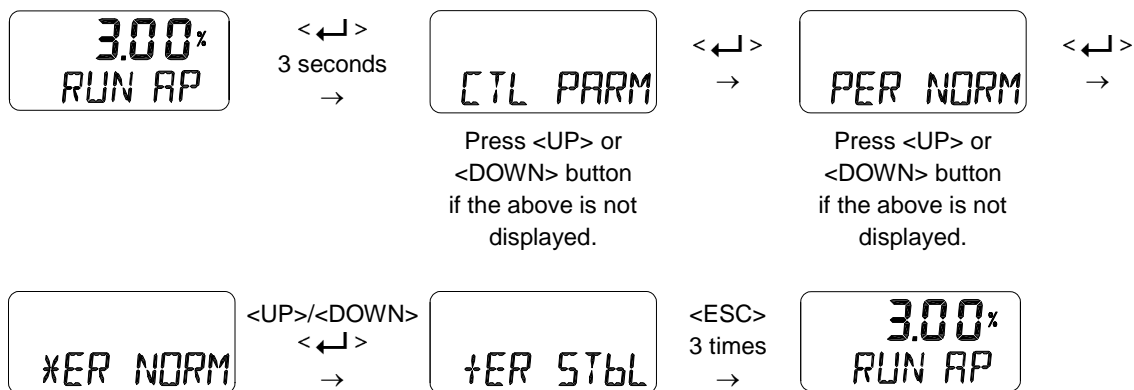 3.00%
RUN AP
<↵>
3 seconds
→
CTL PARM
Press <UP> or
<DOWN> button
if the above is not
displayed.
<↵>
→
PER NORM
Press <UP> or
<DOWN> button
if the above is not
displayed.
<↵>
→
*ER NORM
<UP>/<DOWN>
<↵>
→
+ER STbL
<ESC>
3 times
→
3.00%
RUN AP